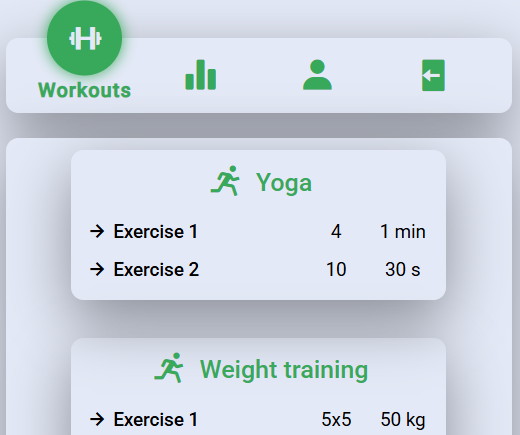 Workouts
Yoga
Exercise 1 4 1 min
Exercise 2 10 30 s
Weight training
Exercise 1 5x5 50 kg